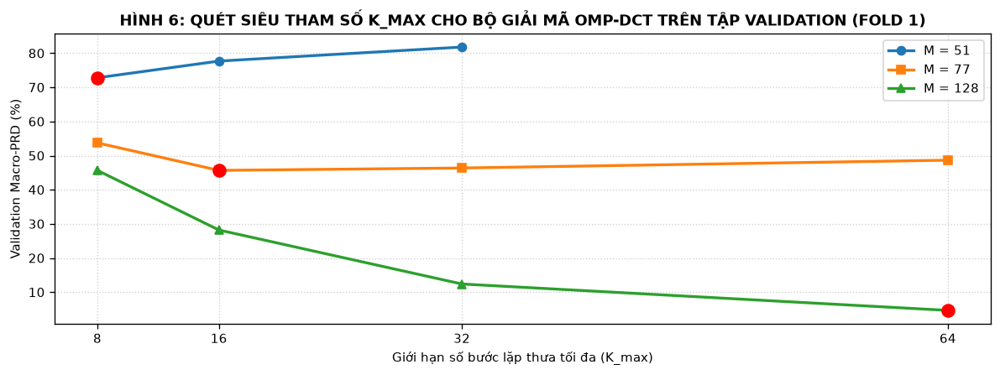 HÌNH 6: QUÉT SIÊU THAM SỐ K_MAX CHO BỘ GIẢI MÃ OMP-DCT TRÊN TẬP VALIDATION (FOLD 1)
M = 51
M = 77
M = 128
Validation Macro-PRD (%)
80
70
60
50
40
30
20
10
8 16 32 64
Giới hạn số bước lặp thưa tối đa (K_max)